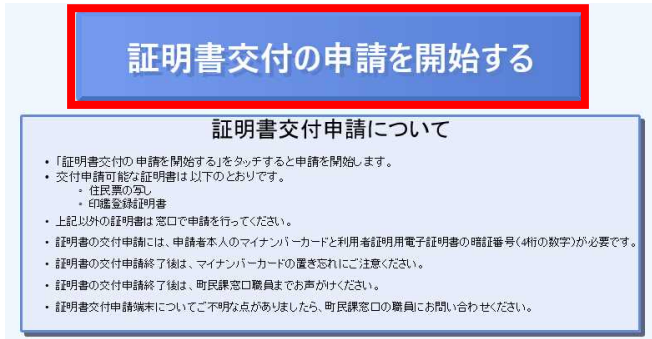 証明書交付の申請を開始する
証明書交付申請について
・「証明書交付の申請を開始する」をタッチすると申請を開始します。
・交付申請可能な証明書は以下のとおりです。
・住民票の写し
・印鑑登録証明書
・上記以外の証明書は窓口で申請を行ってください。
・証明書の交付申請には、申請者本人のマイナンバーカードと利用者証明用電子証明書の暗証番号(4桁の数字)が必要です。
・証明書の交付申請終了後は、マイナンバーカードの置き忘れにご注意ください。
・証明書の交付申請終了後は、町民課窓口職員までお声がけください。
・証明書交付申請端末についてご不明な点がありましたら、町民課窓口の職員にお問い合わせください。